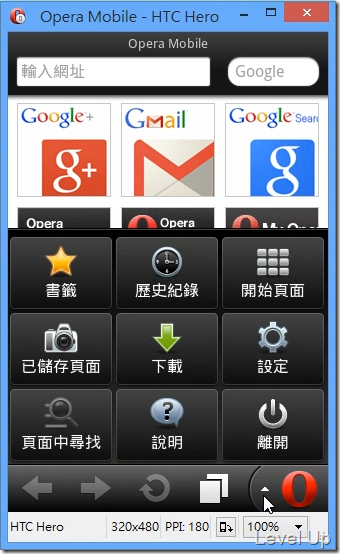 Opera Mobile - HTC Hero
Opera Mobile
輸入網址
Google
Google+
Gmail
Google Sear
g+
g
Opera
Opera
My Ope
書籤
歷史紀錄
開始頁面
已儲存頁面
下載
設定
頁面中尋找
說明
離開
HTC Hero
320x480
PPI: 180
100%
Level Up